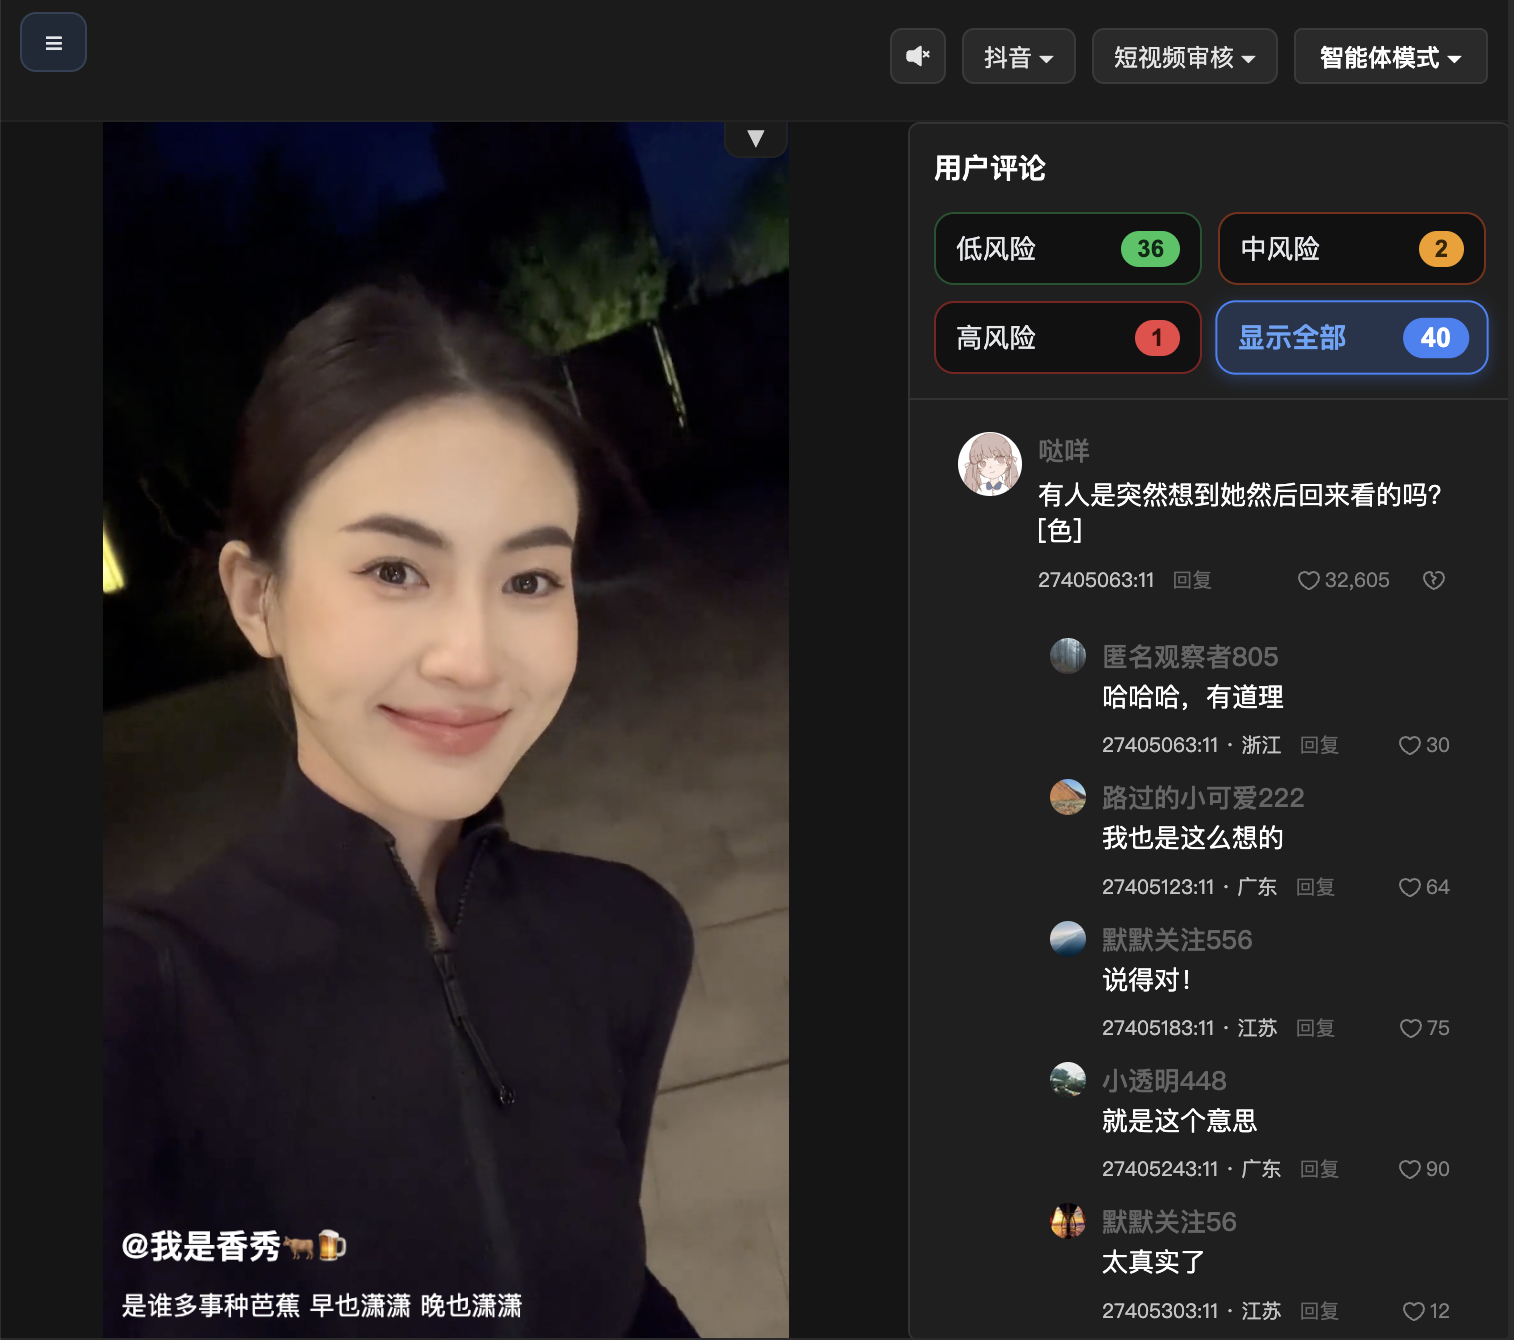 抖音
短视频审核
智能体模式
用户评论
低风险 36
中风险 2
高风险 1
显示全部 40
哒咩
有人是突然想到她然后回来看的吗?
[色]
27405063:11 回复 32,605
匿名观察者805
哈哈哈，有道理
27405063:11 · 浙江 回复 30
路过的小可爱222
我也是这么想的
27405123:11 · 广东 回复 64
默默关注556
说得对！
27405183:11 · 江苏 回复 75
小透明448
就是这个意思
27405243:11 · 广东 回复 90
默默关注56
太真实了
27405303:11 · 江苏 回复 12
@我是香秀🐂🍺
是谁多事种芭蕉 早也潇潇 晚也潇潇